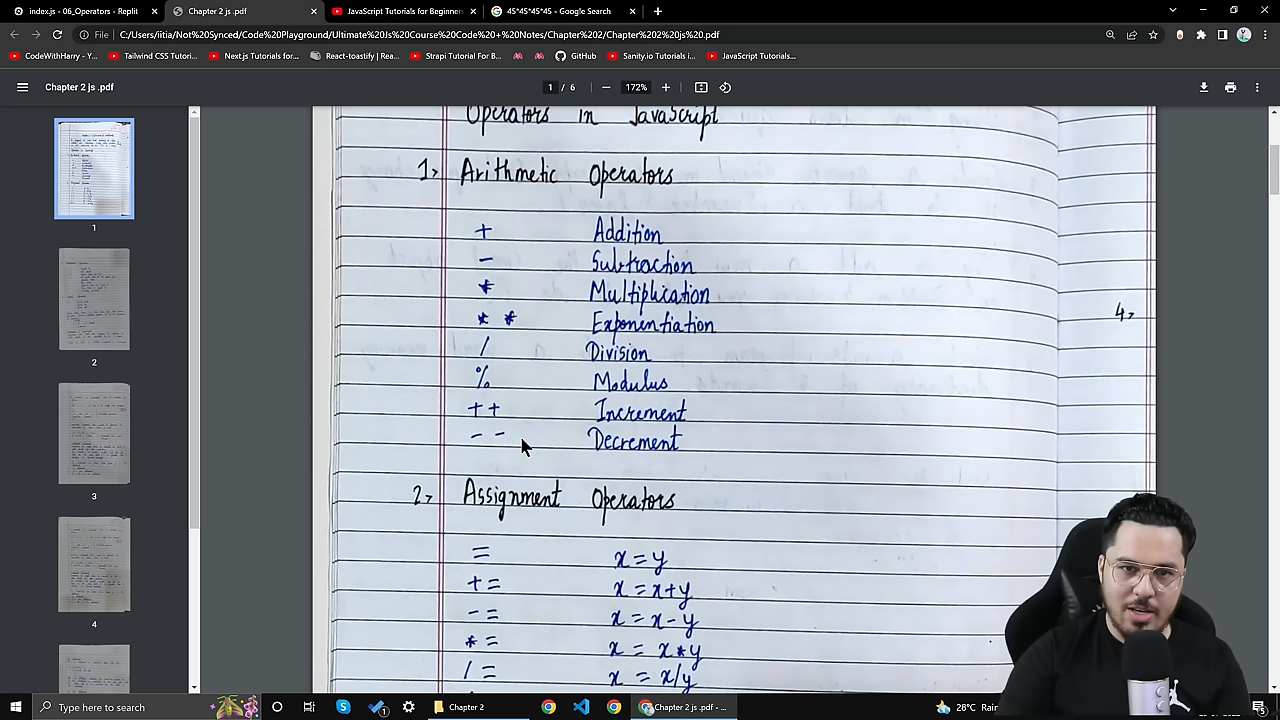 index.js - 06_Operators - Replit
Chapter 2 js .pdf
JavaScript Tutorials for Beginner
45*45*45*45 - Google Search
File
C:/Users/iitia/Not%20Synced/Code%20Playground/Ultimate%20Js%20Course%20Code%20+%20Notes/Chapter%202/Chapter%202%20js%20.pdf
CodeWithHarry - Y...
Tailwind CSS Tutori...
Next.js Tutorials for...
React-toastify | Rea...
Strapi Tutorial For B...
GitHub
Sanity.io Tutorials i...
JavaScript Tutorials...
Chapter 2 js .pdf
1 / 6
172%
1
2
3
4
Operators in JavaScript
1> Arithmetic Operators
+ Addition
- Subtraction
* Multiplication
* * Exponentiation
/ Division
% Modulus
+ + Increment
- - Decrement
4>
2> Assignment Operators
= x = y
+ = x = x+y
- = x = x-y
* = x = x*y
/ = x = x/y
Type here to search
Chapter 2
Chapter 2 js .pdf - ...
28°C